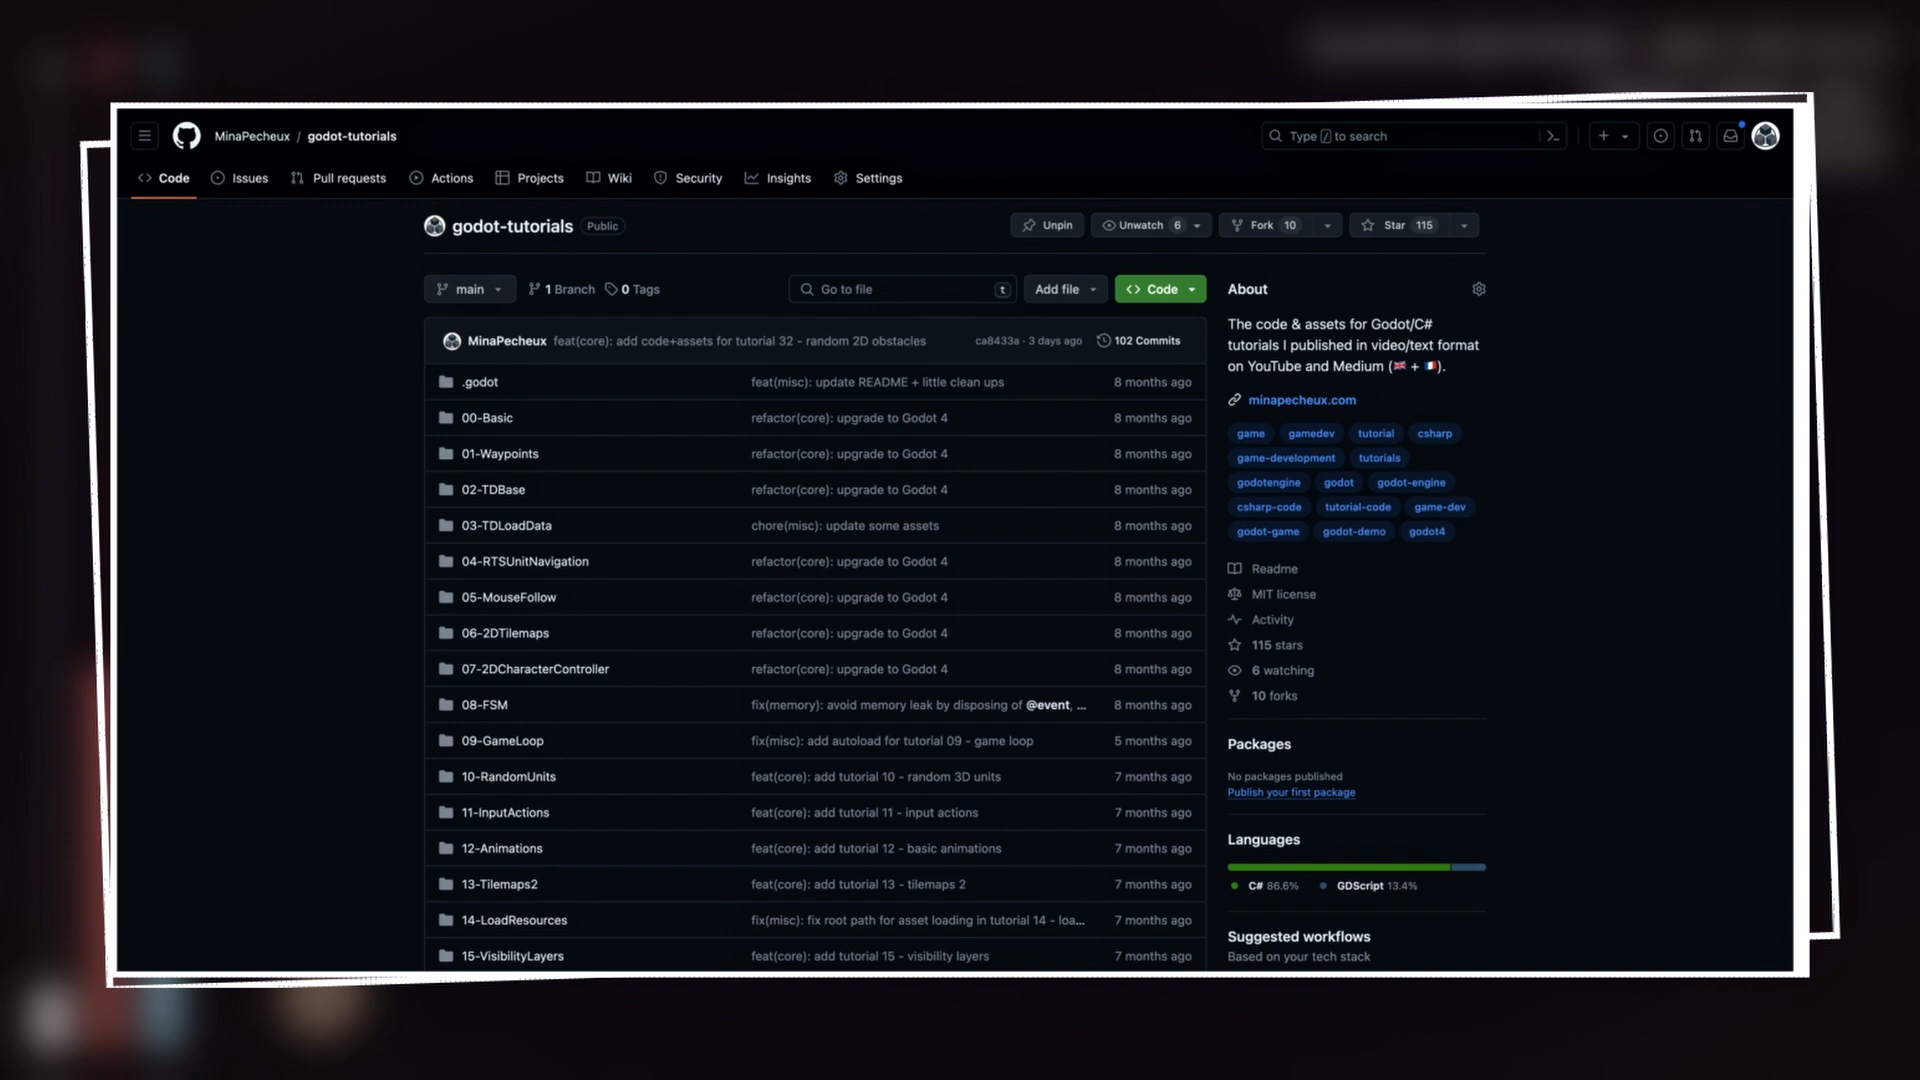 MinaPecheux / godot-tutorials
Type / to search
Code Issues Pull requests Actions Projects Wiki Security Insights Settings
godot-tutorials Public
Unpin Unwatch 6 Fork 10 Star 115
main 1 Branch 0 Tags Go to file t Add file Code
MinaPecheux feat(core): add code+assets for tutorial 32 - random 2D obstacles ca8433a · 3 days ago 102 Commits
.godot feat(misc): update README + little clean ups 8 months ago
00-Basic refactor(core): upgrade to Godot 4 8 months ago
01-Waypoints refactor(core): upgrade to Godot 4 8 months ago
02-TDBase refactor(core): upgrade to Godot 4 8 months ago
03-TDLoadData chore(misc): update some assets 8 months ago
04-RTSUnitNavigation refactor(core): upgrade to Godot 4 8 months ago
05-MouseFollow refactor(core): upgrade to Godot 4 8 months ago
06-2DTilemaps refactor(core): upgrade to Godot 4 8 months ago
07-2DCharacterController refactor(core): upgrade to Godot 4 8 months ago
08-FSM fix(memory): avoid memory leak by disposing of @event, ... 8 months ago
09-GameLoop fix(misc): add autoload for tutorial 09 - game loop 5 months ago
10-RandomUnits feat(core): add tutorial 10 - random 3D units 7 months ago
11-InputActions feat(core): add tutorial 11 - input actions 7 months ago
12-Animations feat(core): add tutorial 12 - basic animations 7 months ago
13-Tilemaps2 feat(core): add tutorial 13 - tilemaps 2 7 months ago
14-LoadResources fix(misc): fix root path for asset loading in tutorial 14 - loa... 7 months ago
15-VisibilityLayers feat(core): add tutorial 15 - visibility layers 7 months ago
About
The code & assets for Godot/C#
tutorials I published in video/text format
on YouTube and Medium (🇬🇧 + 🇫🇷).
minapecheux.com
game gamedev tutorial csharp
game-development tutorials
godotengine godot godot-engine
csharp-code tutorial-code game-dev
godot-game godot-demo godot4
Readme
MIT license
Activity
115 stars
6 watching
10 forks
Packages
No packages published
Publish your first package
Languages
C# 86.6% GDScript 13.4%
Suggested workflows
Based on your tech stack